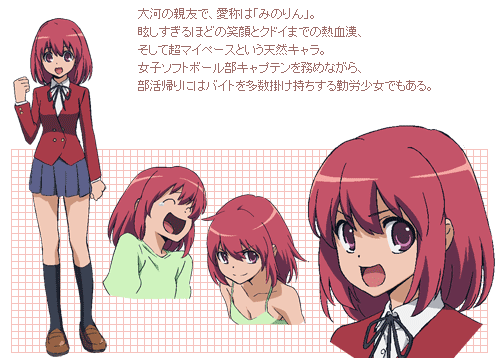 大河の親友で、愛称は「みのりん」。
眩しすぎるほどの笑顔とクドイまでの熱血漢、
そして超マイペースという天然キャラ。
女子ソフトボール部キャプテンを務めながら、
部活帰りにはバイトを多数掛け持ちする勤労少女でもある。